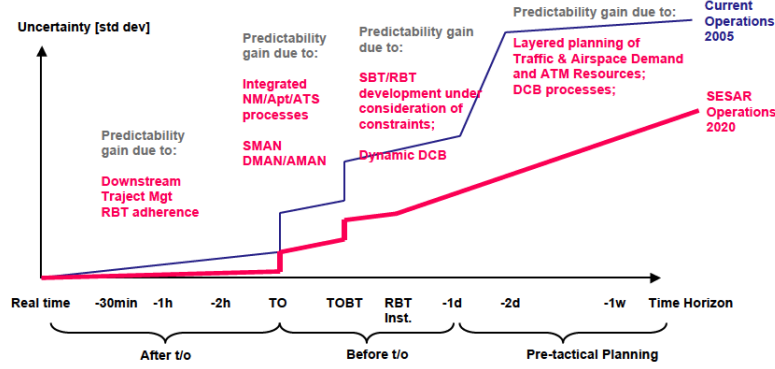 Uncertainty [std dev]
Predictability
gain due to:
Downstream
Traject Mgt
RBT adherence
Predictability
gain due to:
Integrated
NM/Apt/ATS
processes
SMAN
DMAN/AMAN
Predictability gain
due to:
SBT/RBT
development under
consideration of
constraints;
Dynamic DCB
Predictability gain due to:
Layered planning of
Traffic & Airspace Demand
and ATM Resources;
DCB processes;
Current
Operations
2005
SESAR
Operations
2020
Real time -30min -1h -2h TO TOBT RBT -1d -2d -1w Time Horizon
Inst.
After t/o Before t/o Pre-tactical Planning